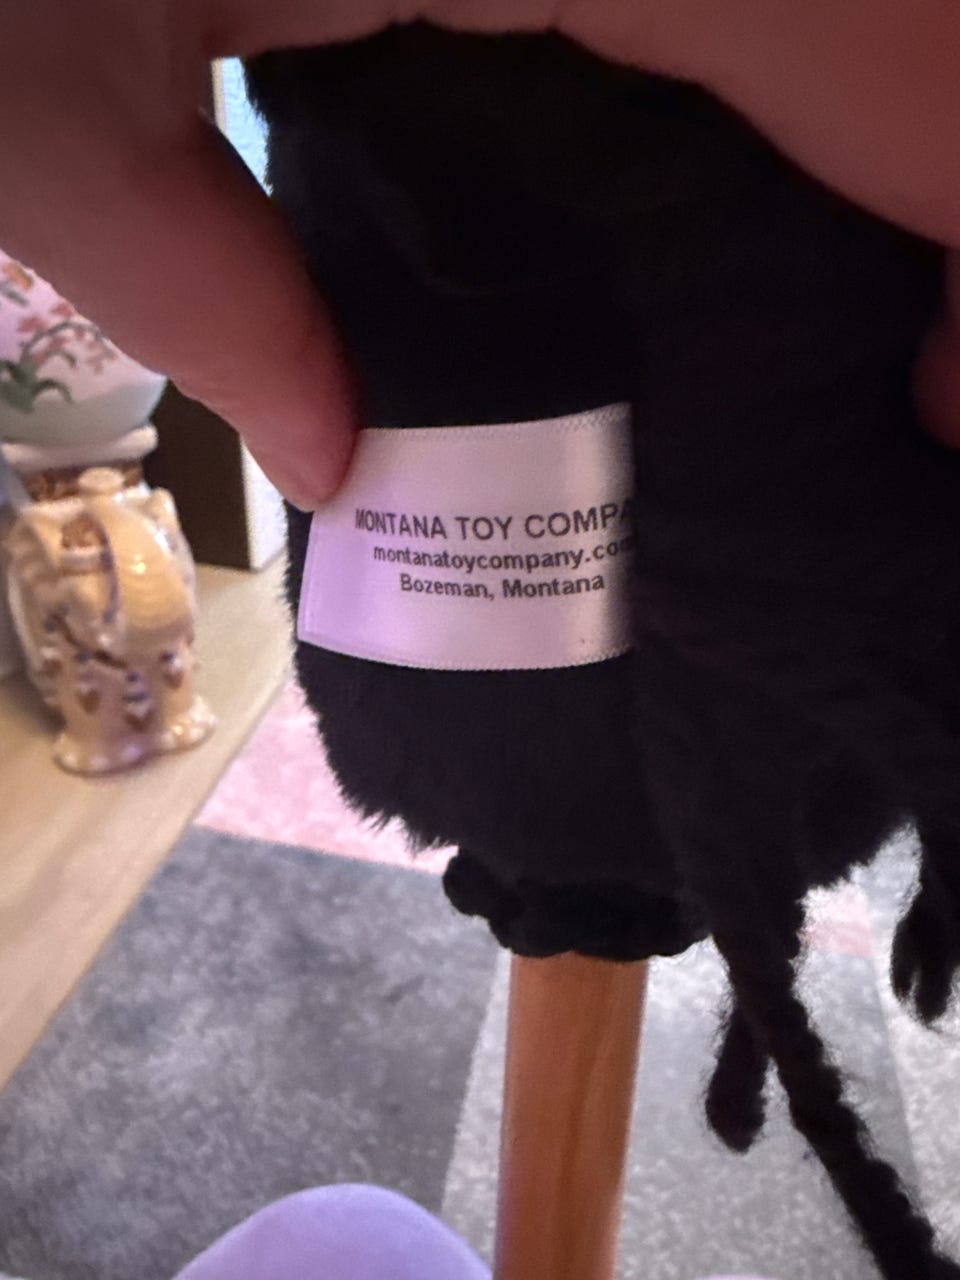 MONTANA TOY COMPA
montanatoycompany.co
Bozeman, Montana